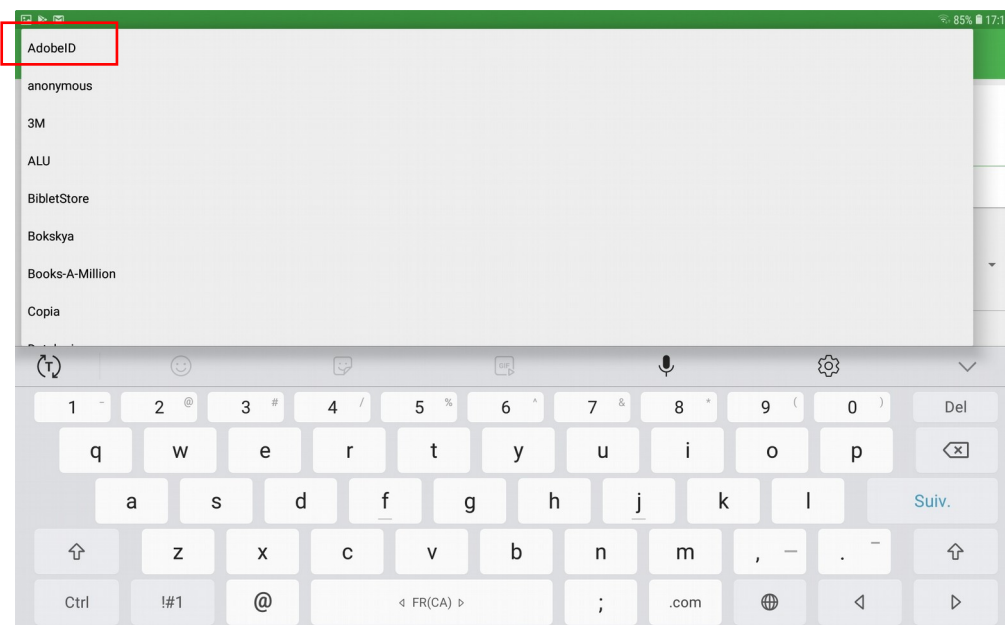 85% 17:1
AdobeID
anonymous
3M
ALU
BibletStore
Bokskya
Books-A-Million
Copia
T
GIF
1 - 2 @ 3 # 4 / 5 % 6 ^ 7 & 8 * 9 ( 0 ) Del
q w e r t y u i o p
a s d f g h j k l Suiv.
z x c v b n m , — . -
Ctrl !#1 @ FR(CA) ; .com